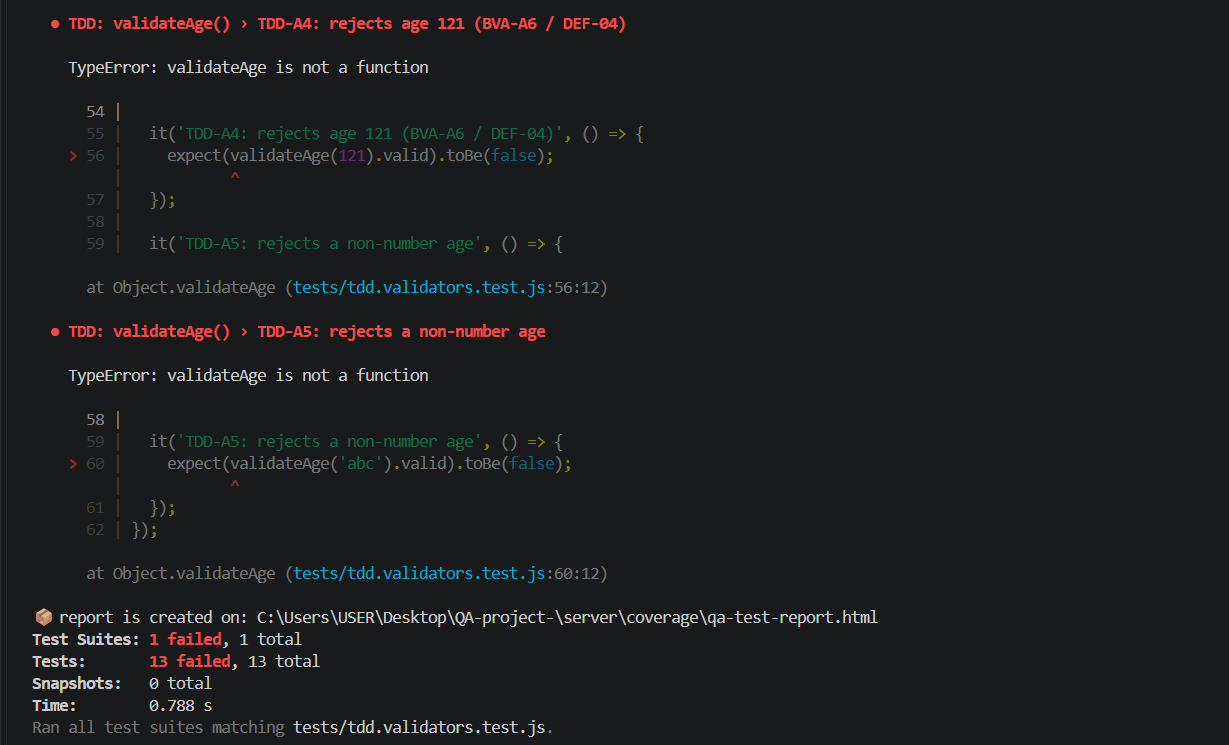 ● TDD: validateAge() › TDD-A4: rejects age 121 (BVA-A6 / DEF-04)
TypeError: validateAge is not a function
54 |
55 |   it('TDD-A4: rejects age 121 (BVA-A6 / DEF-04)', () => {
> 56 |     expect(validateAge(121).valid).toBe(false);
|            ^
57 |   });
58 |
59 |   it('TDD-A5: rejects a non-number age', () => {
at Object.validateAge (tests/tdd.validators.test.js:56:12)
● TDD: validateAge() › TDD-A5: rejects a non-number age
TypeError: validateAge is not a function
58 |
59 |   it('TDD-A5: rejects a non-number age', () => {
> 60 |     expect(validateAge('abc').valid).toBe(false);
|            ^
61 |   });
62 | });
at Object.validateAge (tests/tdd.validators.test.js:60:12)
📦 report is created on: C:\Users\USER\Desktop\QA-project-\server\coverage\qa-test-report.html
Test Suites: 1 failed, 1 total
Tests:       13 failed, 13 total
Snapshots:   0 total
Time:        0.788 s
Ran all test suites matching tests/tdd.validators.test.js.